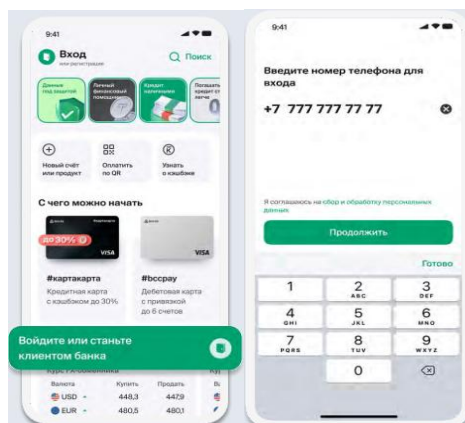 9:41
Вход
или регистрация
Поиск
Данные
под защитой
Личный
финансовый
помощник
Кредит
наличными
Погашать
кредит ст
легче
Новый счёт
или продукт
Оплатить
по QR
Узнать
о кэшбэке
С чего можно начать
до 30%
#картакарта
VISA
VISA
#картакарта
Кредитная карта
с кэшбэком до 30%
#bccpay
Дебетовая карта
с привязкой
до 6 счетов
Войдите или станьте
клиентом банка
Валюта
Купить
Продать
USD
448,3
447,9
EUR
480,5
480,1
9:41
Введите номер телефона для
входа
+7 777 777 77 77
Я соглашаюсь на сбор и обработку персональных
данных
Продолжить
Готово
1
2
ABC
3
DEF
4
GHI
5
JKL
6
MNO
7
PQRS
8
TUV
9
WXYZ
0